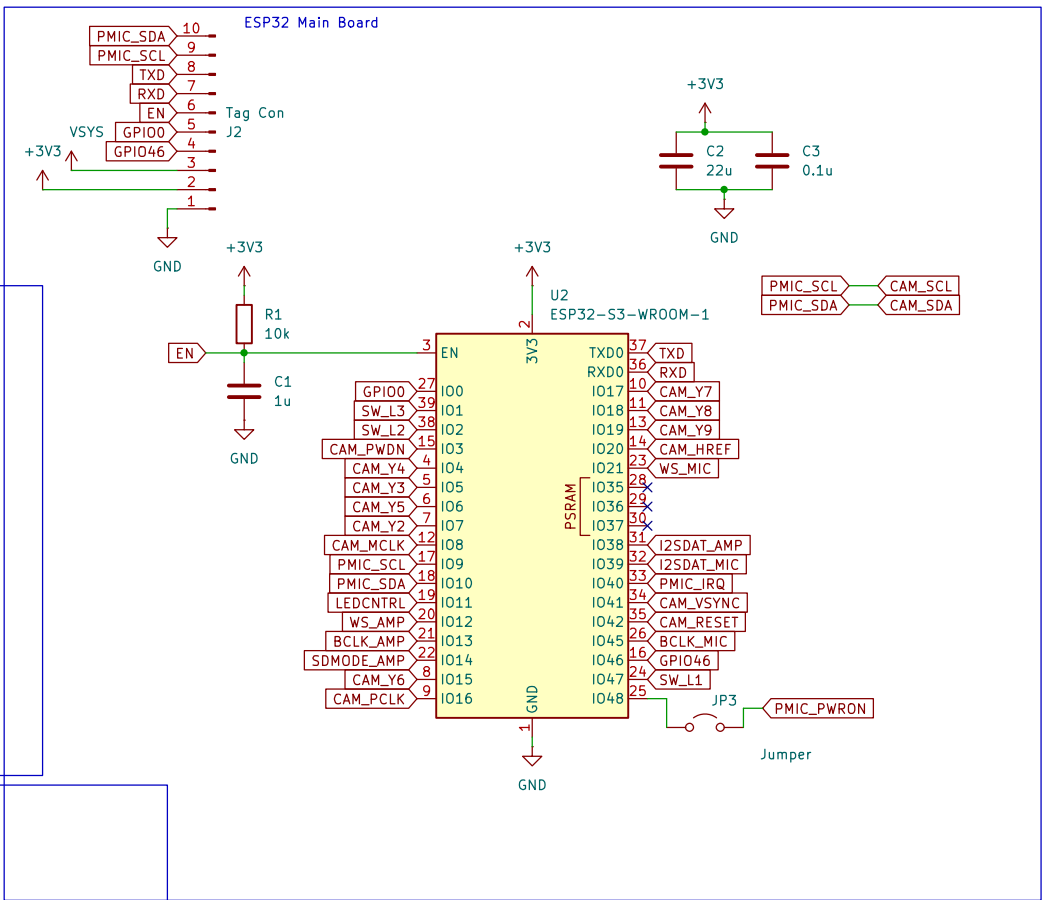 ESP32 Main Board
PMIC_SDA 10
PMIC_SCL 9
TXD 8
RXD 7
EN 6
GPIO0 5
GPIO46 4
3
2
1
Tag Con
J2
VSYS
+3V3
GND
+3V3
C2
22u
C3
0.1u
GND
PMIC_SCL CAM_SCL
PMIC_SDA CAM_SDA
+3V3
R1
10k
EN
C1
1u
GND
+3V3
U2
ESP32-S3-WROOM-1
2
3V3
3 EN
GPIO0 27 IO0
SW_L3 39 IO1
SW_L2 38 IO2
CAM_PWDN 15 IO3
CAM_Y4 4 IO4
CAM_Y3 5 IO5
CAM_Y5 6 IO6
CAM_Y2 7 IO7
CAM_MCLK 12 IO8
PMIC_SCL 17 IO9
PMIC_SDA 18 IO10
LEDCNTRL 19 IO11
WS_AMP 20 IO12
BCLK_AMP 21 IO13
SDMODE_AMP 22 IO14
CAM_Y6 8 IO15
CAM_PCLK 9 IO16
TXD0 37 TXD
RXD0 36 RXD
IO17 10 CAM_Y7
IO18 11 CAM_Y8
IO19 13 CAM_Y9
IO20 14 CAM_HREF
IO21 23 WS_MIC
PSRAM
IO35 28
IO36 29
IO37 30
IO38 31 I2SDAT_AMP
IO39 32 I2SDAT_MIC
IO40 33 PMIC_IRQ
IO41 34 CAM_VSYNC
IO42 35 CAM_RESET
IO45 26 BCLK_MIC
IO46 16 GPIO46
IO47 24 SW_L1
IO48 25
GND
1
GND
JP3
PMIC_PWRON
Jumper